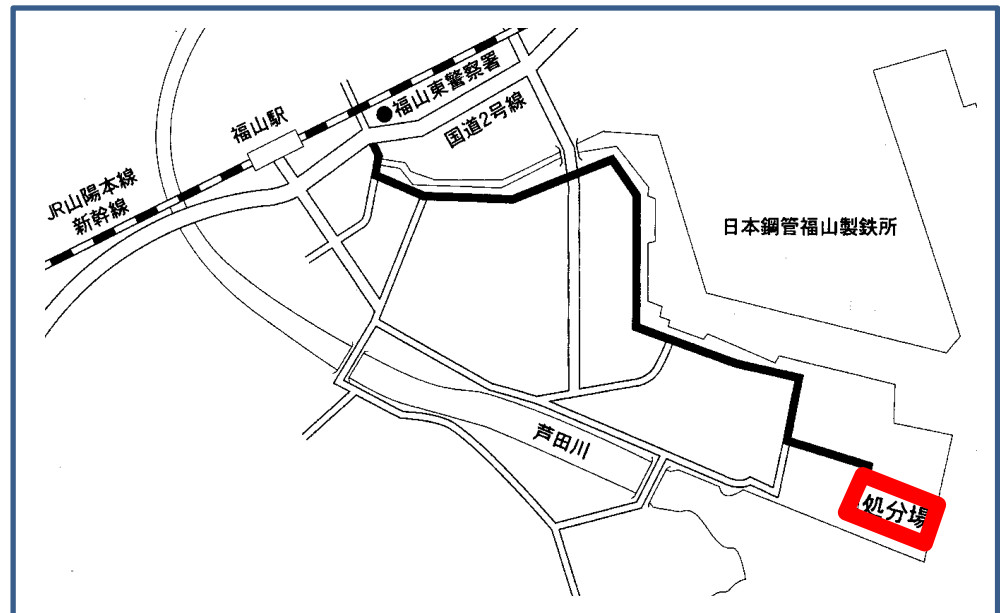 福山東警察署
国道2号線
福山駅
JR山陽本線
新幹線
日本鋼管福山製鉄所
芦田川
処分場